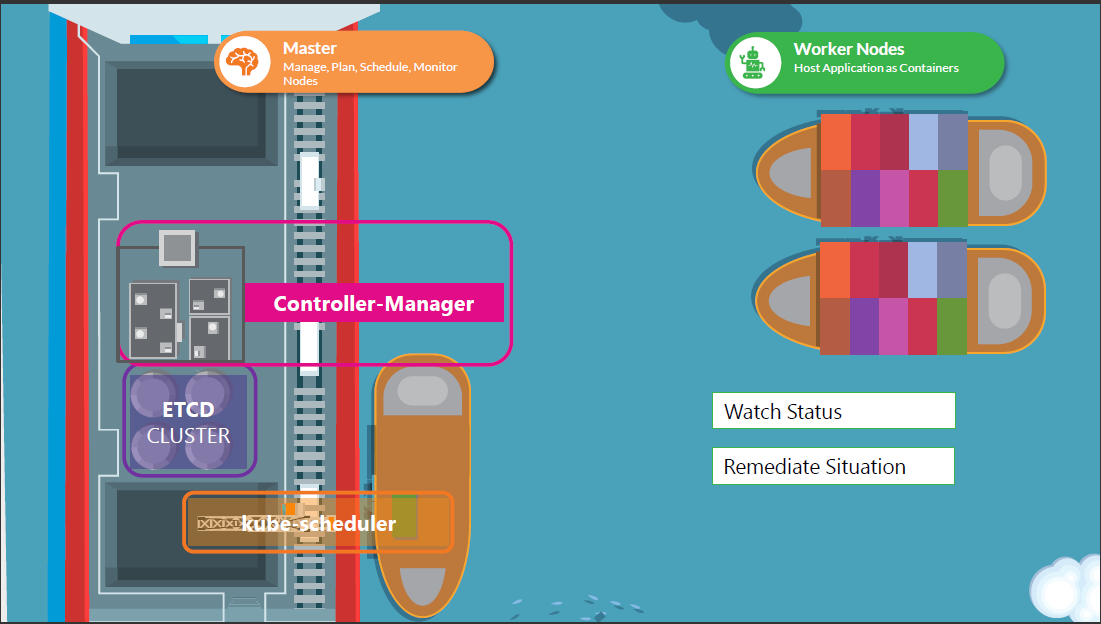 Master
Manage, Plan, Schedule, Monitor
Nodes
Worker Nodes
Host Application as Containers
Controller-Manager
ETCD
CLUSTER
kube-scheduler
Watch Status
Remediate Situation